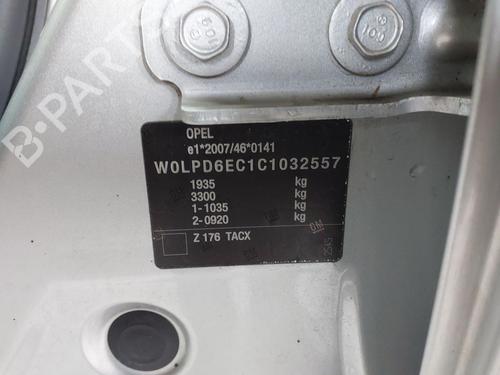 OPEL
e1*2007/46*0141
W0LPD6EC1C1032557
1935 kg
3300 kg
1-1035 kg
2-0920 kg
Z 176 TACX
B-PARTS